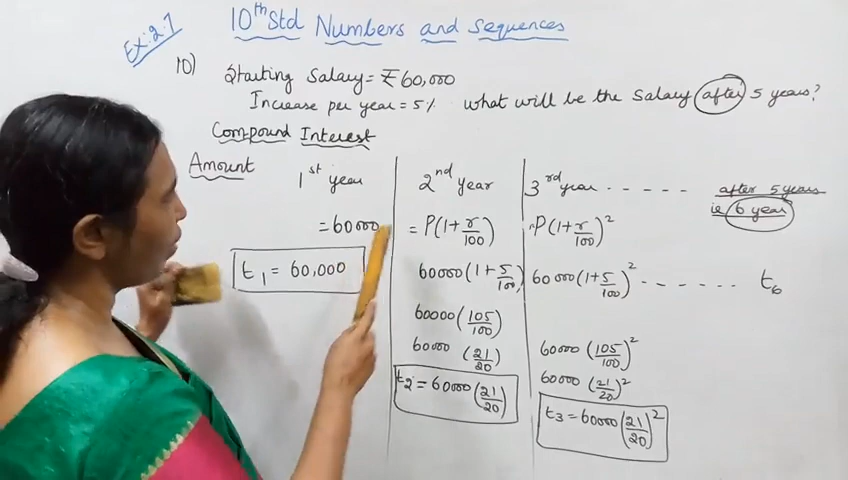 10th Std Numbers and Sequences
Ex: 2.7
10) Starting Salary = ₹ 60,000
Increase per year = 5% what will be the Salary after 5 years?
Compound Interest
Amount
1st year
= 60000
t1 = 60,000
2nd year
= P(1+r/100)
60000(1+5/100)
60000(105/100)
60000 (21/20)
t2 = 60000(21/20)
3rd year - - - - -
P(1+r/100)^2
60000(1+5/100)^2 - - - - - - - t6
60000(105/100)^2
60000(21/20)^2
t3 = 60000(21/20)^2
after 5 years
ie 6 year